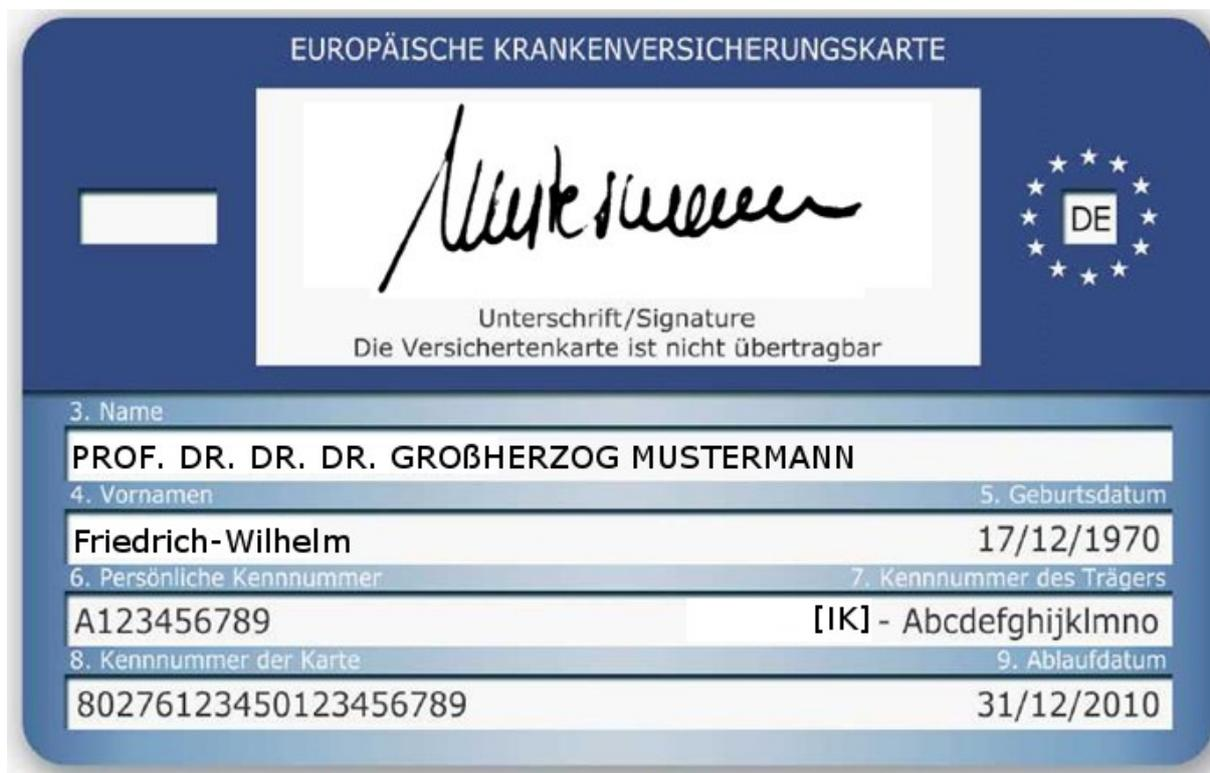 EUROPÄISCHE KRANKENVERSICHERUNGSKARTE
Mustermann
DE
Unterschrift/Signature
Die Versichertenkarte ist nicht übertragbar
3. Name
PROF. DR. DR. DR. GROßHERZOG MUSTERMANN
4. Vornamen 5. Geburtsdatum
Friedrich-Wilhelm 17/12/1970
6. Persönliche Kennnummer 7. Kennnummer des Trägers
A123456789 [IK] - Abcdefghijklmno
8. Kennnummer der Karte 9. Ablaufdatum
80276123450123456789 31/12/2010